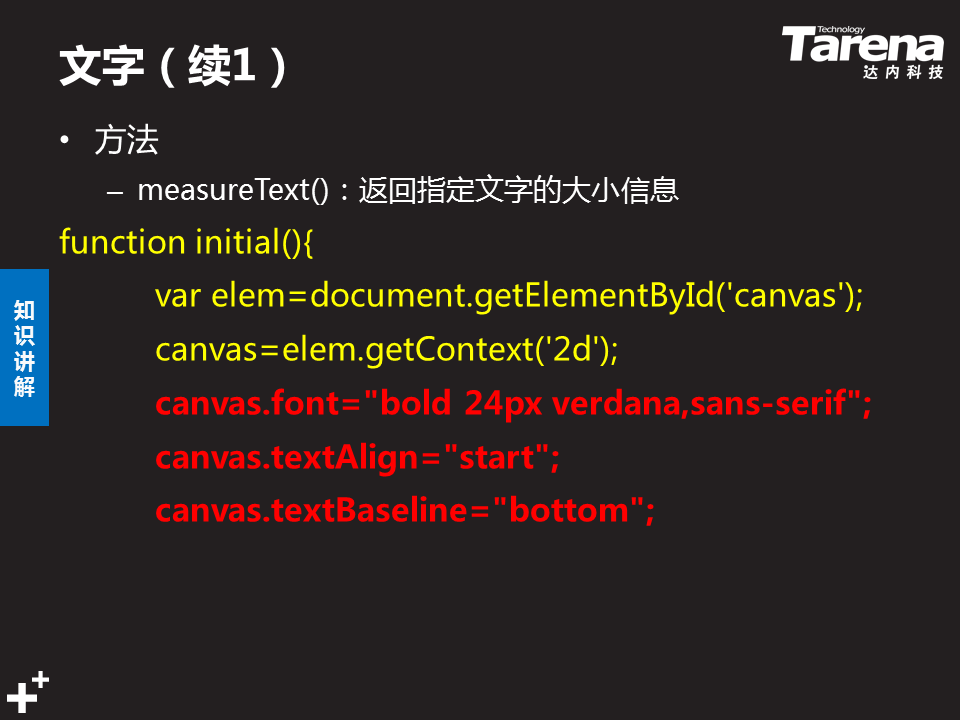 文字（续1）
Technology
Tarena
达内科技
• 方法
– measureText()：返回指定文字的大小信息
function initial(){
var elem=document.getElementById('canvas');
canvas=elem.getContext('2d');
canvas.font="bold 24px verdana,sans-serif";
canvas.textAlign="start";
canvas.textBaseline="bottom";
知
识
讲
解